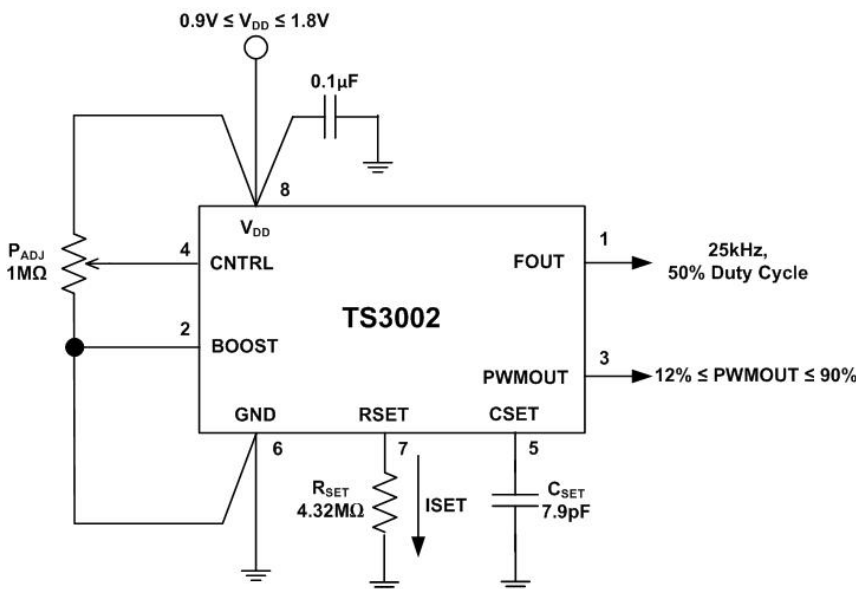 0.9V ≤ VDD ≤ 1.8V
0.1µF
8
VDD
PADJ
1MΩ
4
CNTRL
FOUT
1
25kHz,
50% Duty Cycle
TS3002
2
BOOST
PWMOUT
3
12% ≤ PWMOUT ≤ 90%
GND
RSET
CSET
6
7
5
RSET
4.32MΩ
ISET
CSET
7.9pF